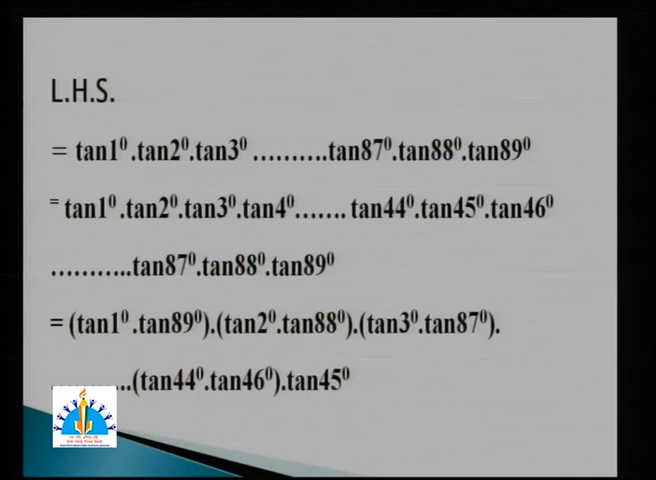 L.H.S.
= tan1⁰.tan2⁰.tan3⁰ ..........tan87⁰.tan88⁰.tan89⁰
= tan1⁰.tan2⁰.tan3⁰.tan4⁰....... tan44⁰.tan45⁰.tan46⁰
...........tan87⁰.tan88⁰.tan89⁰
= (tan1⁰.tan89⁰).(tan2⁰.tan88⁰).(tan3⁰.tan87⁰).
..(tan44⁰.tan46⁰).tan45⁰